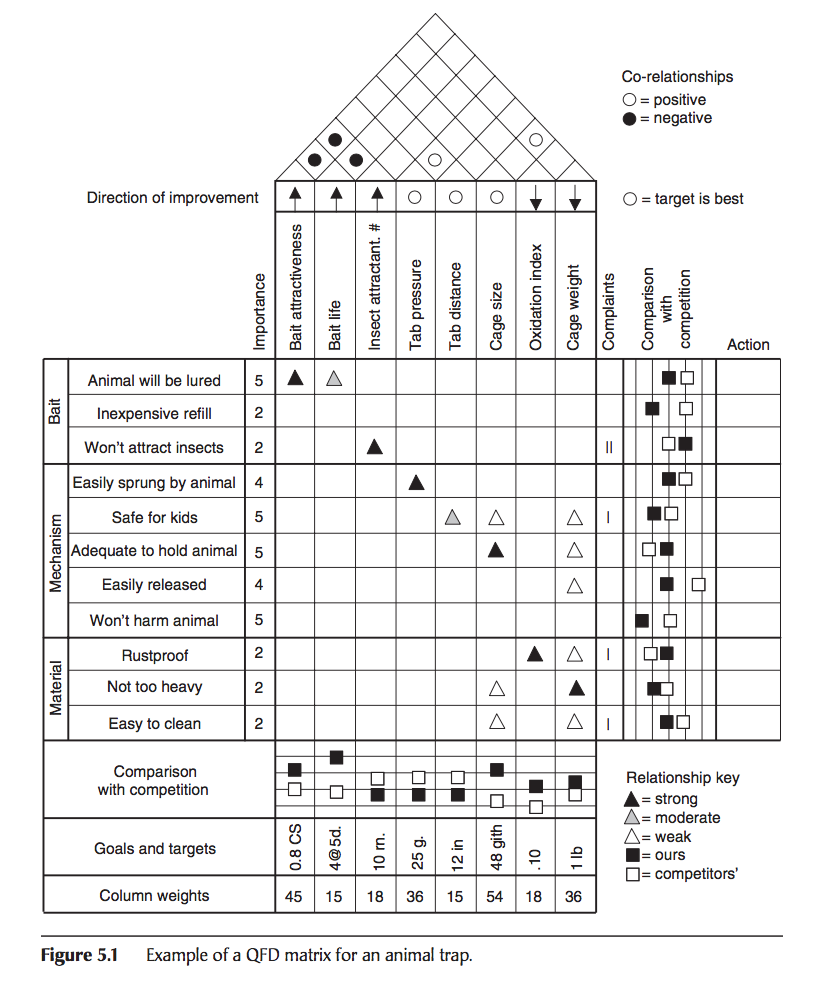 Co-relationships
= positive
= negative
Direction of improvement
= target is best
Importance
Bait attractiveness
Bait life
Insect attractant. #
Tab pressure
Tab distance
Cage size
Oxidation index
Cage weight
Complaints
Comparison
with
competition
Action
Bait
Animal will be lured 5
Inexpensive refill 2
Won't attract insects 2 II
Mechanism
Easily sprung by animal 4
Safe for kids 5 I
Adequate to hold animal 5
Easily released 4
Won't harm animal 5
Material
Rustproof 2 I
Not too heavy 2
Easy to clean 2 I
Comparison
with competition
Relationship key
= strong
= moderate
= weak
= ours
= competitors'
Goals and targets
0.8 CS
4@5d.
10 rn.
25 g.
12 in
48 gith
.10
1 lb
Column weights 45 15 18 36 15 54 18 36
Figure 5.1 Example of a QFD matrix for an animal trap.